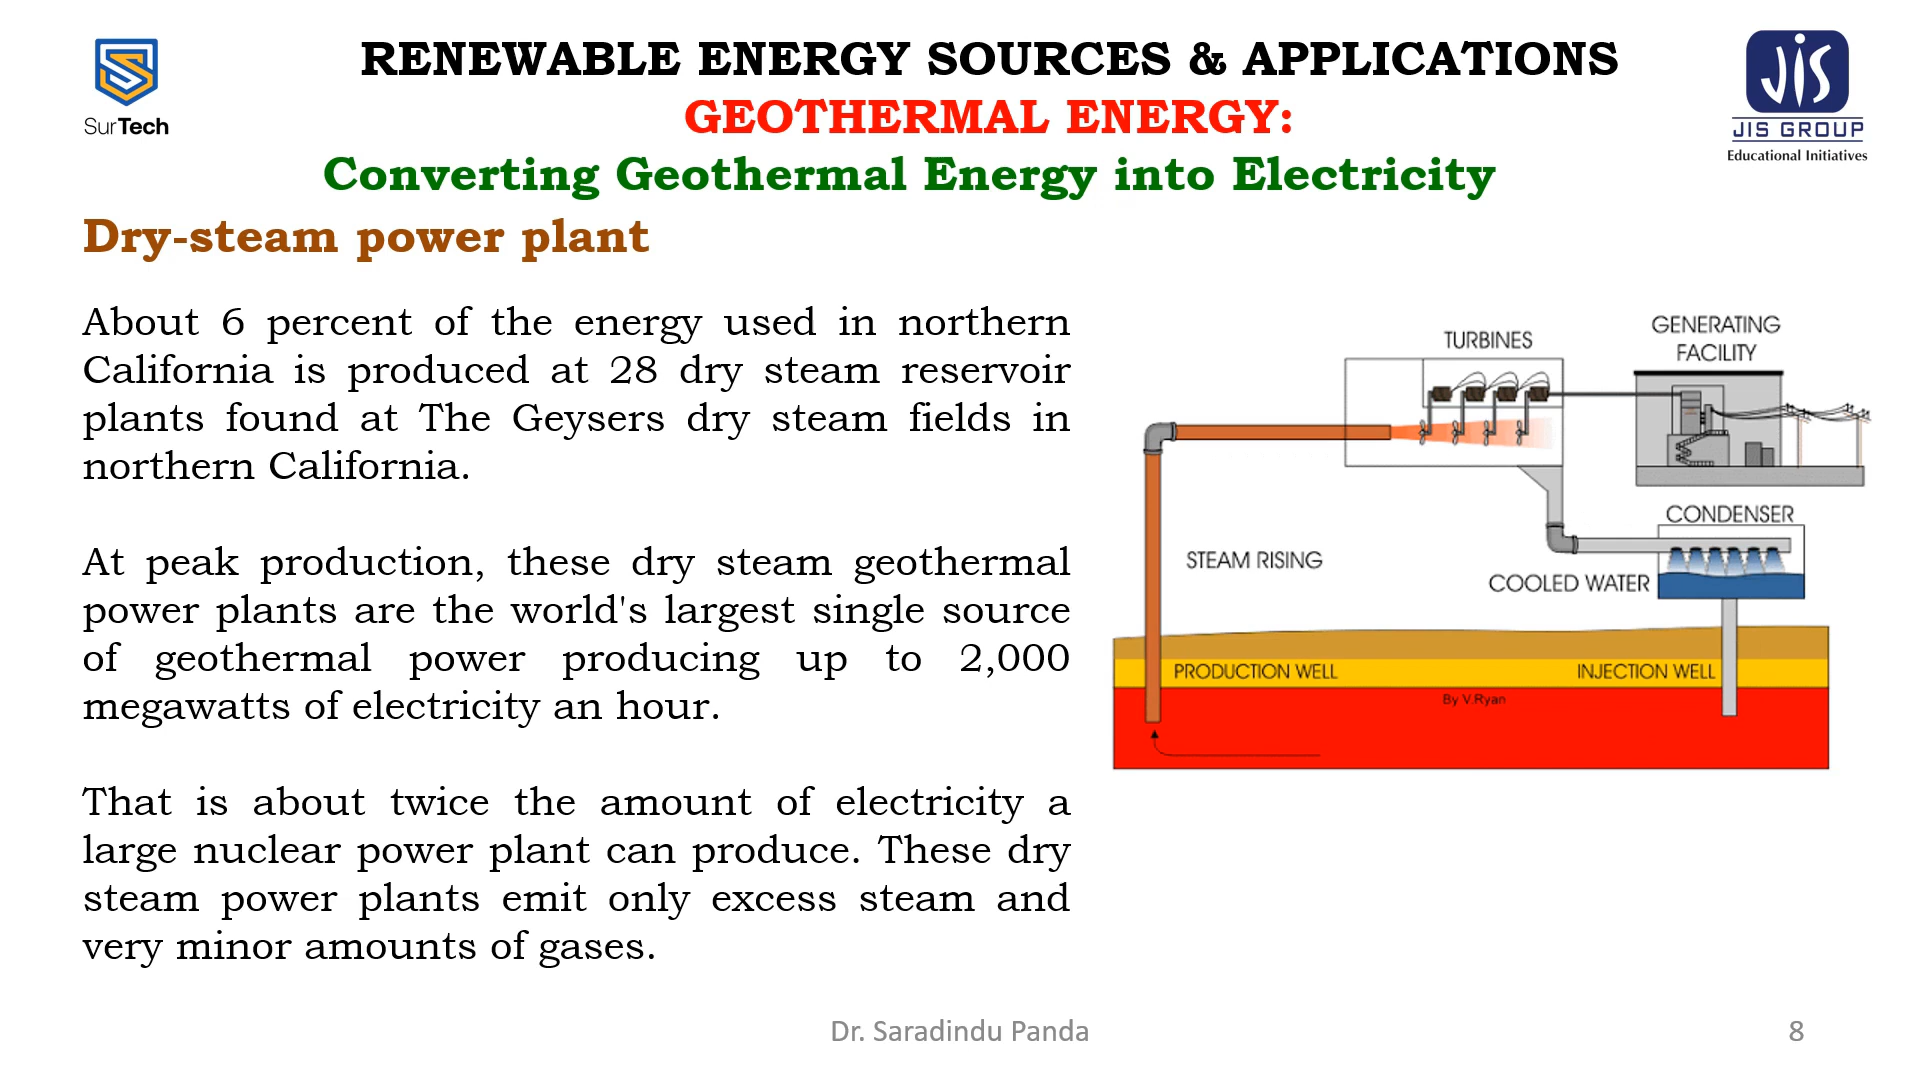 RENEWABLE ENERGY SOURCES & APPLICATIONS
GEOTHERMAL ENERGY:
Converting Geothermal Energy into Electricity
SurTech
JIS
JIS GROUP
Educational Initiatives
Dry-steam power plant
About 6 percent of the energy used in northern
California is produced at 28 dry steam reservoir
plants found at The Geysers dry steam fields in
northern California.
At peak production, these dry steam geothermal
power plants are the world's largest single source
of geothermal power producing up to 2,000
megawatts of electricity an hour.
That is about twice the amount of electricity a
large nuclear power plant can produce. These dry
steam power plants emit only excess steam and
very minor amounts of gases.
TURBINES
GENERATING
FACILITY
CONDENSER
STEAM RISING
COOLED WATER
PRODUCTION WELL
INJECTION WELL
By V.Ryan
Dr. Saradindu Panda
8